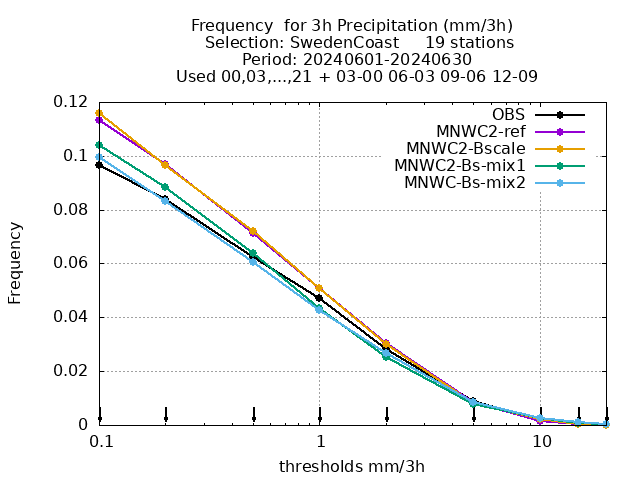 Frequency  for 3h Precipitation (mm/3h)
Selection: SwedenCoast     19 stations
Period: 20240601-20240630
Used 00,03,...,21 + 03-00 06-03 09-06 12-09
OBS
MNWC2-ref
MNWC2-Bscale
MNWC2-Bs-mix1
MNWC-Bs-mix2
Frequency
0.12
0.1
0.08
0.06
0.04
0.02
0
0.1
1
10
thresholds mm/3h